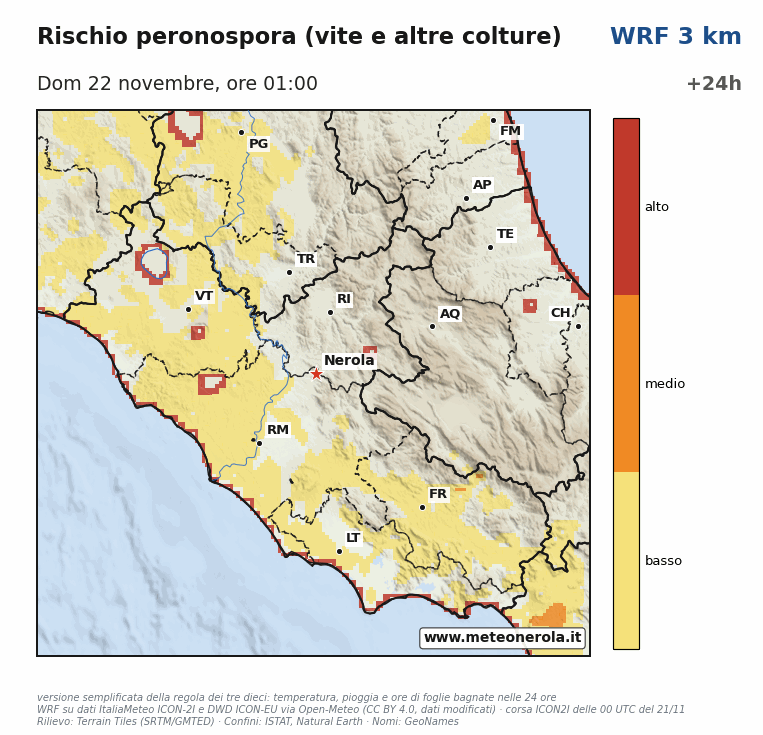 Rischio peronospora (vite e altre colture)
WRF 3 km
Dom 22 novembre, ore 01:00
+24h
FM
PG
AP
TE
TR
VT
RI
AQ
CH
Nerola
RM
FR
LT
www.meteonerola.it
alto
medio
basso
versione semplificata della regola dei tre dieci: temperatura, pioggia e ore di foglie bagnate nelle 24 ore
WRF su dati ItaliaMeteo ICON-2I e DWD ICON-EU via Open-Meteo (CC BY 4.0, dati modificati) · corsa ICON2I delle 00 UTC del 21/11
Rilievo: Terrain Tiles (SRTM/GMTED) · Confini: ISTAT, Natural Earth · Nomi: GeoNames